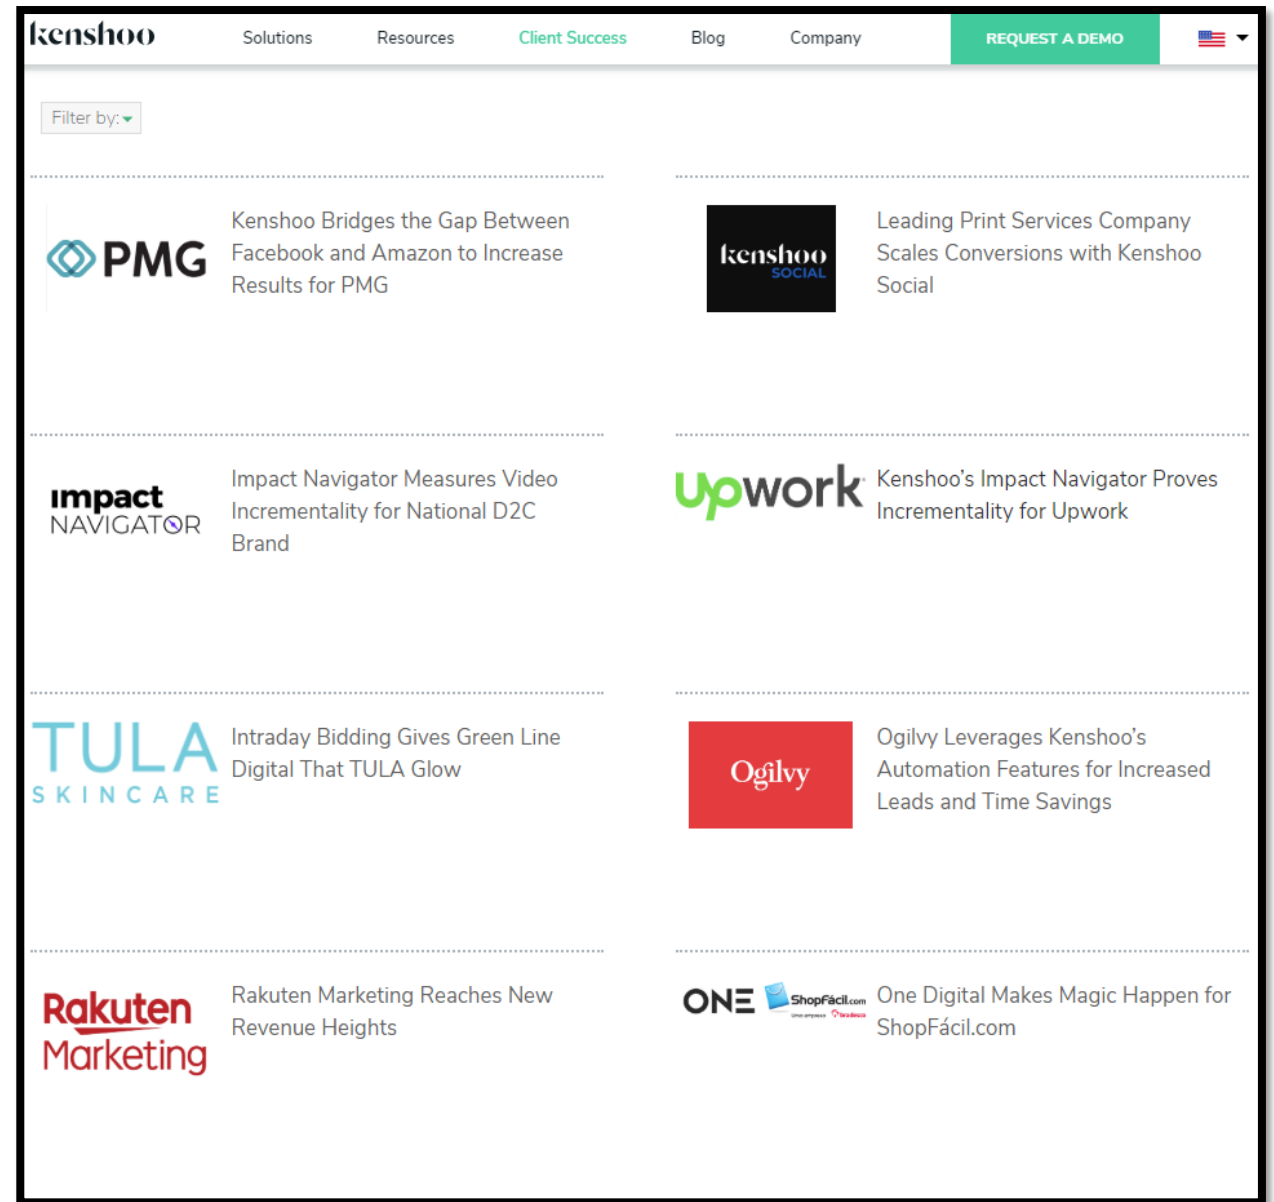 kenshoo Solutions Resources Client Success Blog Company REQUEST A DEMO
Filter by:
PMG
Kenshoo Bridges the Gap Between
Facebook and Amazon to Increase
Results for PMG
kenshoo
SOCIAL
Leading Print Services Company
Scales Conversions with Kenshoo
Social
ımpact
NAVIGATOR
Impact Navigator Measures Video
Incrementality for National D2C
Brand
Upwork
Kenshoo’s Impact Navigator Proves
Incrementality for Upwork
TULA
SKINCARE
Intraday Bidding Gives Green Line
Digital That TULA Glow
Ogilvy
Ogilvy Leverages Kenshoo’s
Automation Features for Increased
Leads and Time Savings
Rakuten
Marketing
Rakuten Marketing Reaches New
Revenue Heights
ONE
ShopFácil.com
bradesco
One Digital Makes Magic Happen for
ShopFácil.com